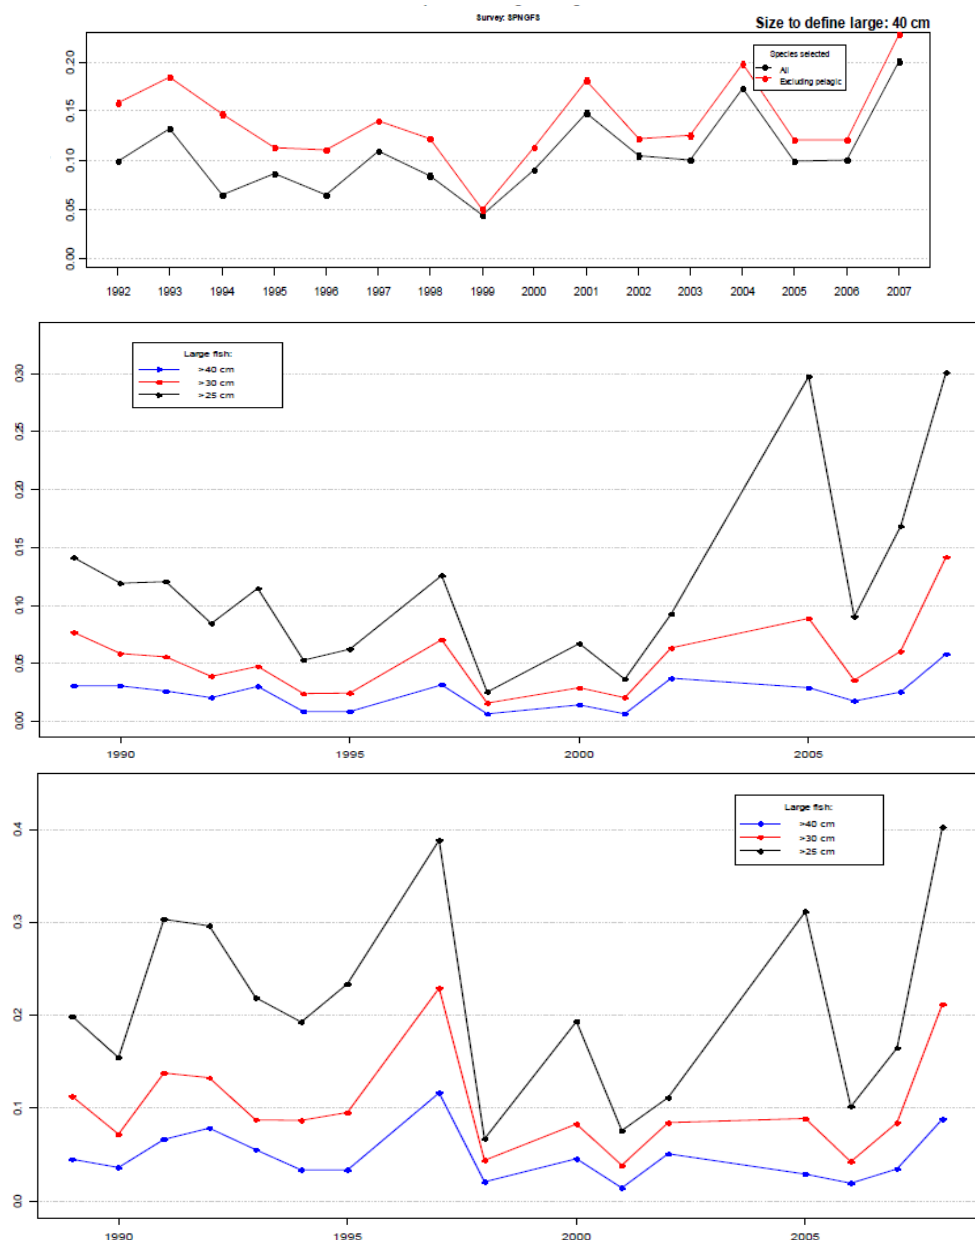 Survey: SPNGFS
Size to define large: 40 cm
Species selected
All
Excluding pelagic
0.20
0.15
0.10
0.05
0.00
1992 1993 1994 1995 1996 1997 1998 1999 2000 2001 2002 2003 2004 2005 2006 2007
Large fish:
>40 cm
>30 cm
>25 cm
0.30
0.25
0.20
0.15
0.10
0.05
0.00
1990 1995 2000 2005
Large fish:
>40 cm
>30 cm
>25 cm
0.4
0.3
0.2
0.1
0.0
1990 1995 2000 2005